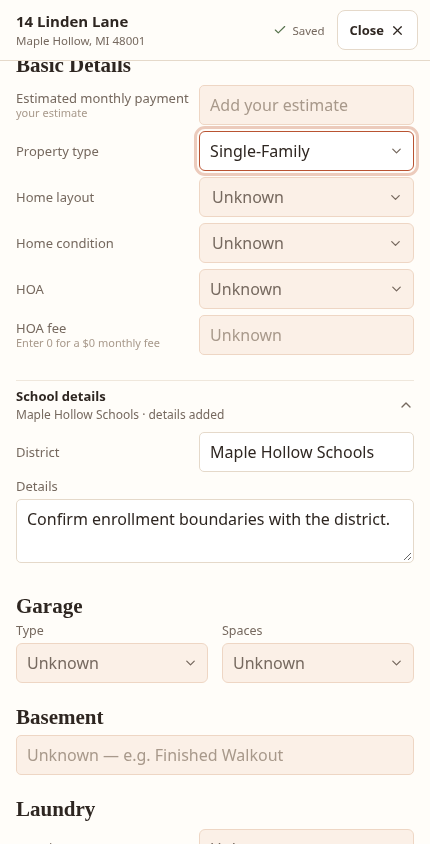 14 Linden Lane
Maple Hollow, MI 48001
Saved
Close
Basic Details
Estimated monthly payment
your estimate
Add your estimate
Property type
Single-Family
Home layout
Unknown
Home condition
Unknown
HOA
Unknown
HOA fee
Enter 0 for a $0 monthly fee
Unknown
School details
Maple Hollow Schools · details added
District
Maple Hollow Schools
Details
Confirm enrollment boundaries with the district.
Garage
Type
Spaces
Unknown
Unknown
Basement
Unknown — e.g. Finished Walkout
Laundry